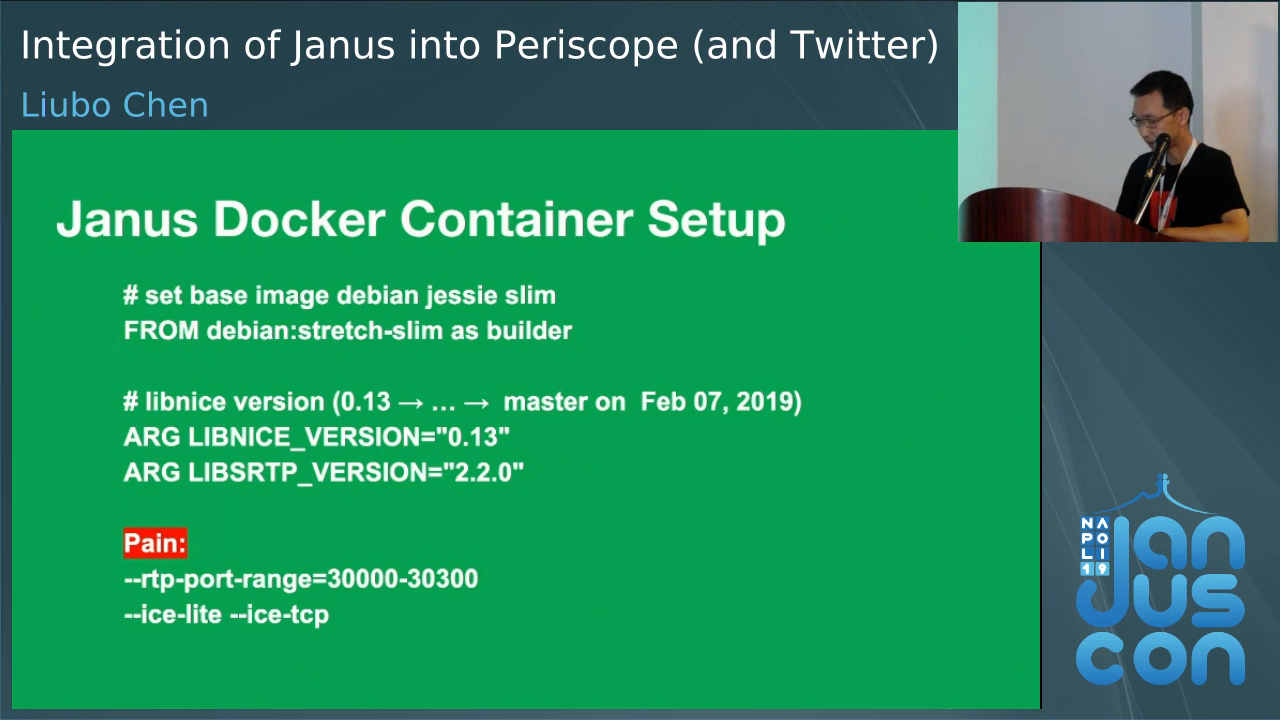 Integration of Janus into Periscope (and Twitter)
Liubo Chen
Janus Docker Container Setup
# set base image debian jessie slim
FROM debian:stretch-slim as builder
# libnice version (0.13 → … → master on Feb 07, 2019)
ARG LIBNICE_VERSION="0.13"
ARG LIBSRTP_VERSION="2.2.0"
Pain:
--rtp-port-range=30000-30300
--ice-lite --ice-tcp
NAPOLI 19
Janus
con